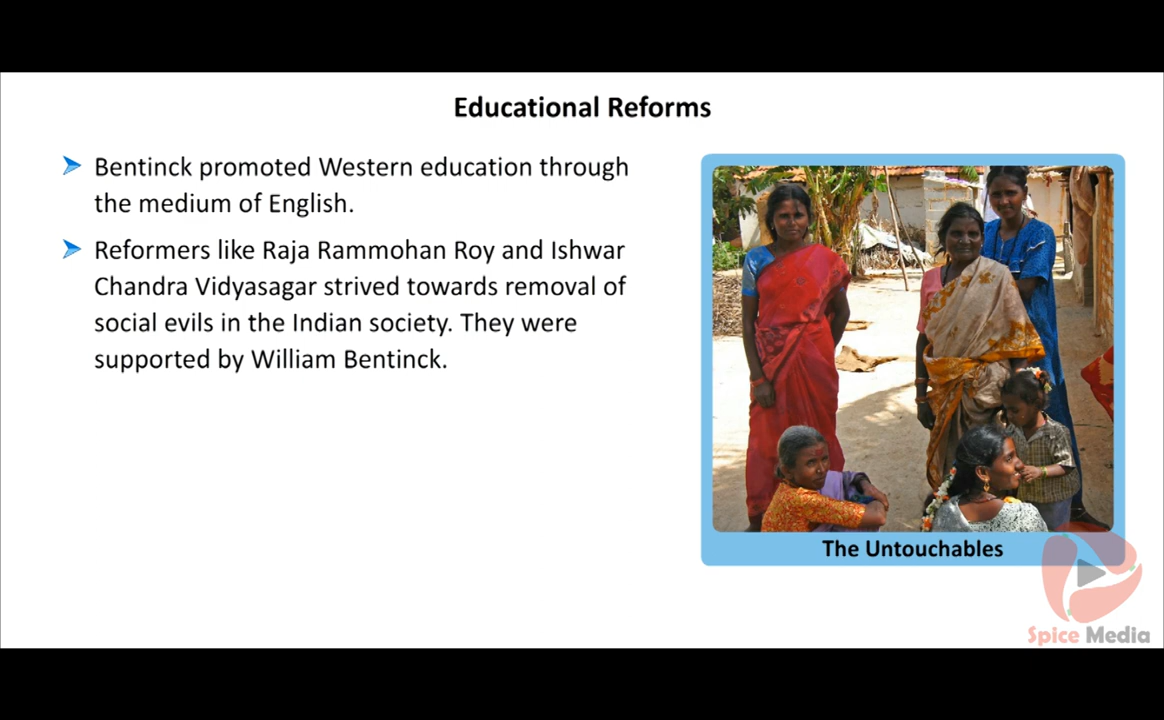 Educational Reforms
Bentinck promoted Western education through
the medium of English.
Reformers like Raja Rammohan Roy and Ishwar
Chandra Vidyasagar strived towards removal of
social evils in the Indian society. They were
supported by William Bentinck.
The Untouchables
Spice Media